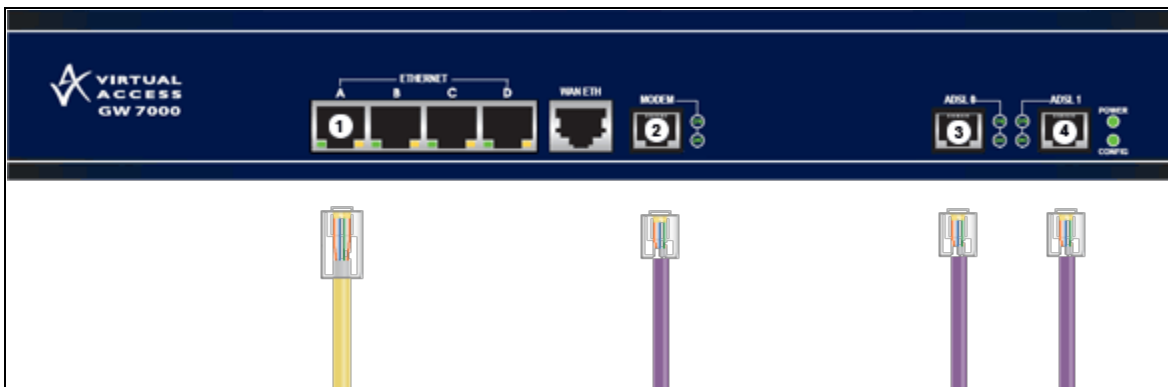 VIRTUAL
ACCESS
GW 7000
ETHERNET
A B C D
WAN ETH
MODEM
ADSL 0
ADSL 1
POWER
CONFIG
1
2
3
4